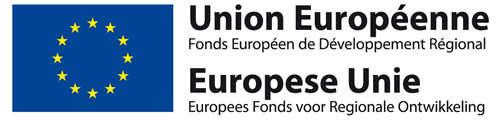 Union Européenne
Fonds Européen de Développement Régional
Europese Unie
Europees Fonds voor Regionale Ontwikkeling